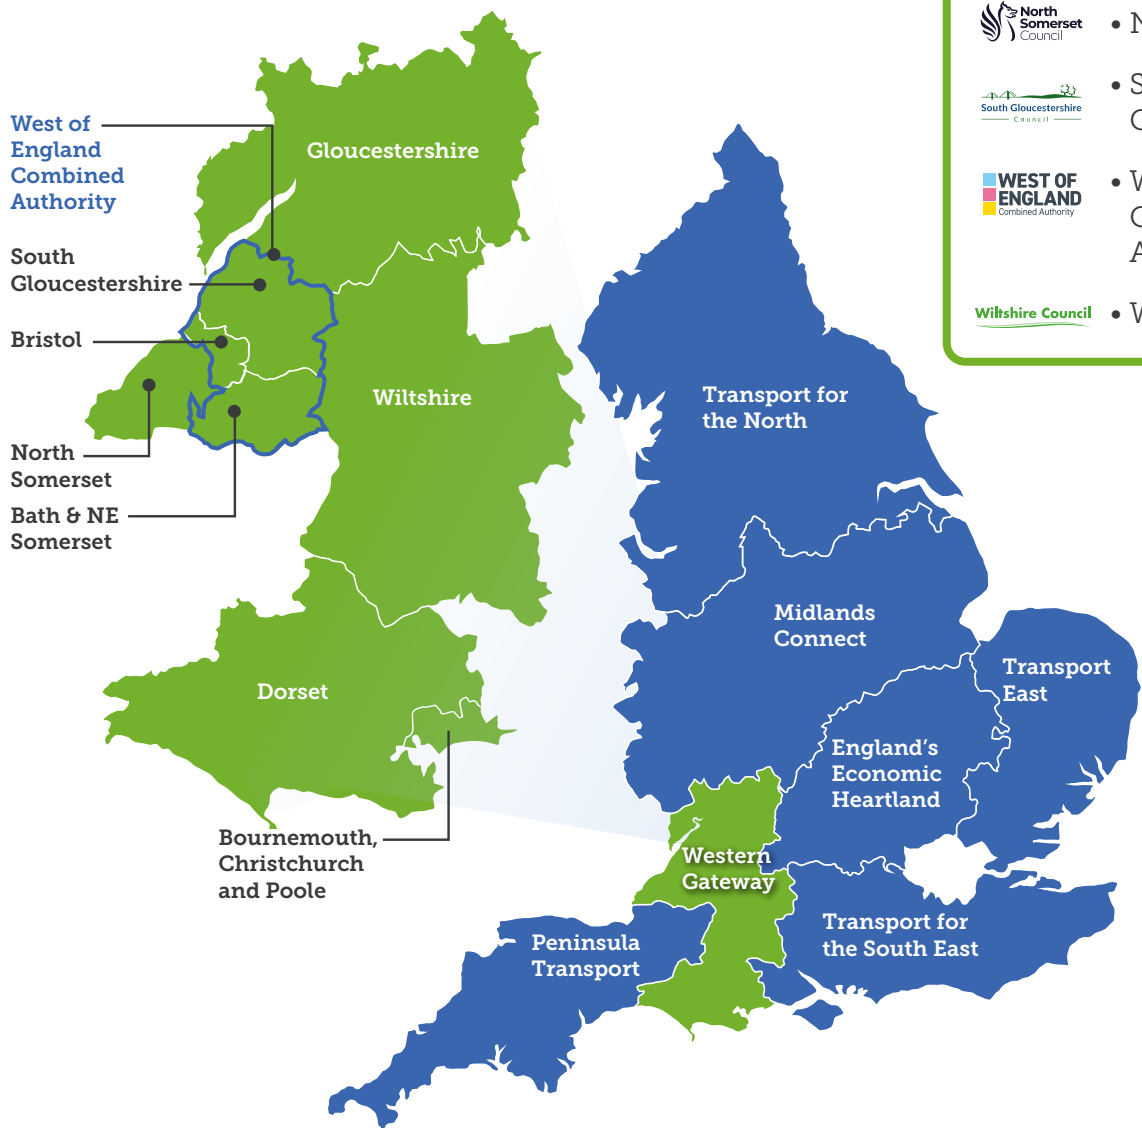 West of
England
Combined
Authority
South
Gloucestershire
Bristol
North
Somerset
Bath & NE
Somerset
Gloucestershire
Wiltshire
Dorset
Bournemouth,
Christchurch
and Poole
Transport for
the North
Midlands
Connect
Transport
East
England’s
Economic
Heartland
Western
Gateway
Transport for
the South East
Peninsula
Transport
North
Somerset
Council
• N
South Gloucestershire
Council
• S
WEST OF
ENGLAND
Combined Authority
• W
Wiltshire Council
• W